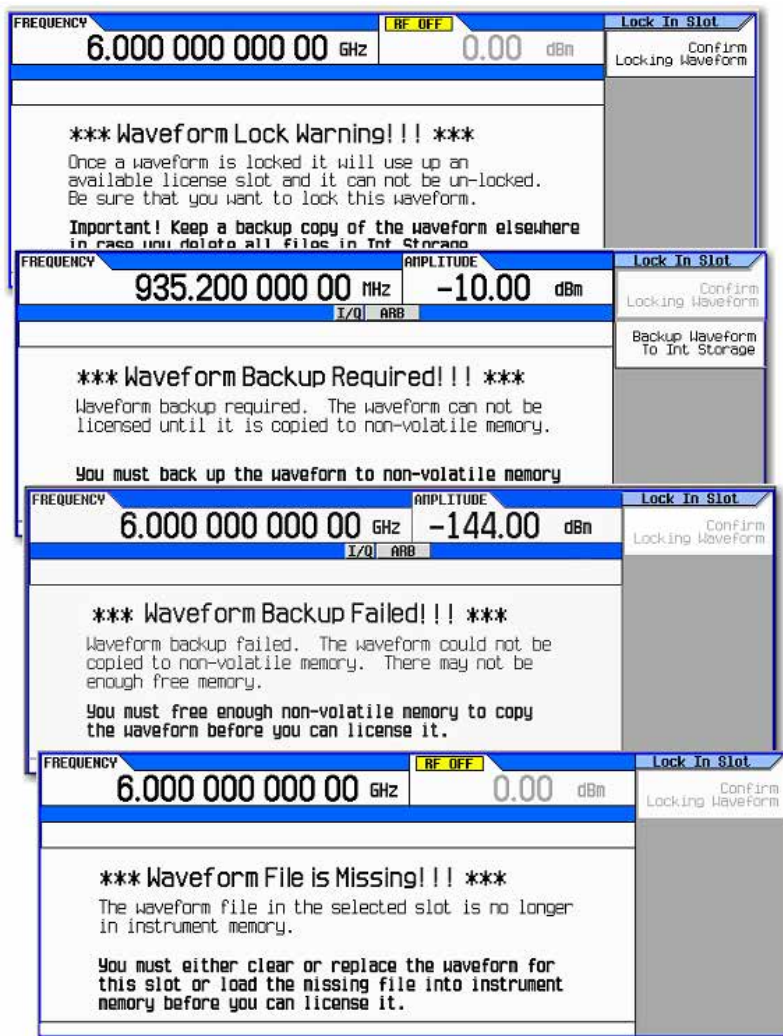 FREQUENCY RF OFF Lock In Slot
6.000 000 000 00 GHz 0.00 dBm
Confirm
Locking Waveform
*** Waveform Lock Warning!!! ***
Once a waveform is locked it will use up an
available license slot and it can not be un-locked.
Be sure that you want to lock this waveform.
Important! Keep a backup copy of the waveform elsewhere
in case you delete all files in Int Storage
FREQUENCY AMPLITUDE Lock In Slot
935.200 000 00 MHz -10.00 dBm
Confirm
Locking Waveform
I/Q ARB
Backup Waveform
To Int Storage
*** Waveform Backup Required!!! ***
Waveform backup required. The waveform can not be
licensed until it is copied to non-volatile memory.
You must back up the waveform to non-volatile memory
FREQUENCY AMPLITUDE Lock In Slot
6.000 000 000 00 GHz -144.00 dBm
Confirm
Locking Waveform
I/Q ARB
*** Waveform Backup Failed!!! ***
Waveform backup failed. The waveform could not be
copied to non-volatile memory. There may not be
enough free memory.
You must free enough non-volatile memory to copy
the waveform before you can license it.
FREQUENCY RF OFF Lock In Slot
6.000 000 000 00 GHz 0.00 dBm
Confirm
Locking Waveform
*** Waveform File is Missing!!! ***
The waveform file in the selected slot is no longer
in instrument memory.
You must either clear or replace the waveform for
this slot or load the missing file into instrument
memory before you can license it.